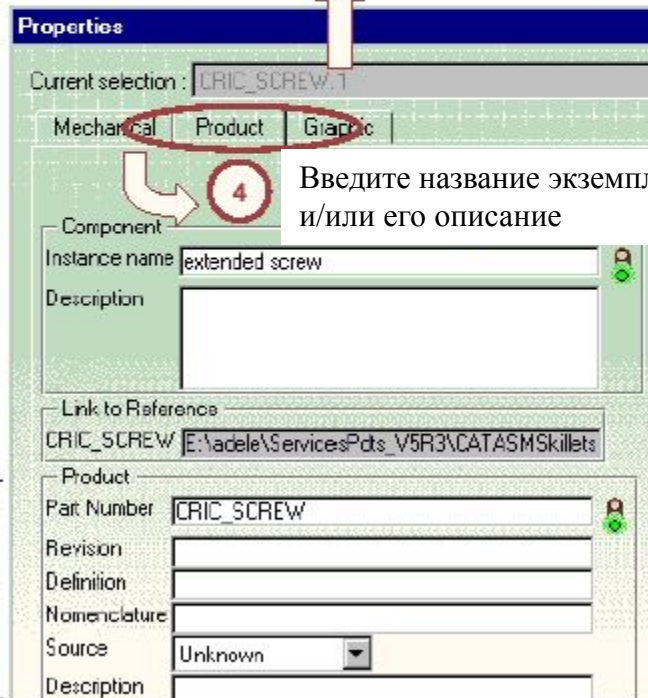 Properties
Current selection : CRIC_SCREW.1
Mechanical Product Graphic
4
Введите название
и/или его описание
Component
Instance name extended screw
Description
Link to Reference
CRIC_SCREW E:\adele\ServicesPdts_V5R3\CATASMSkillets
Product
Part Number CRIC_SCREW
Revision
Definition
Nomenclature
Source Unknown
Description